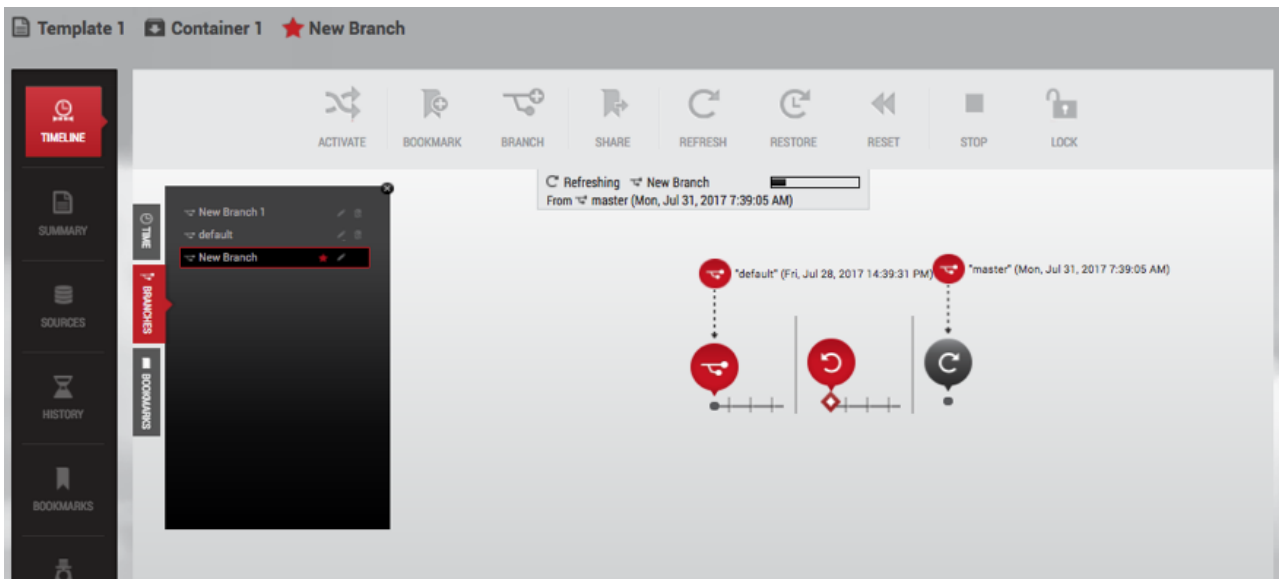 Template 1 Container 1 New Branch
TIMELINE
SUMMARY
SOURCES
HISTORY
BOOKMARKS
ACTIVATE BOOKMARK BRANCH SHARE REFRESH RESTORE RESET STOP LOCK
Refreshing New Branch
From master (Mon, Jul 31, 2017 7:39:05 AM)
TIME
BRANCHES
BOOKMARKS
New Branch 1
default
New Branch
"default" (Fri, Jul 28, 2017 14:39:31 PM)
"master" (Mon, Jul 31, 2017 7:39:05 AM)